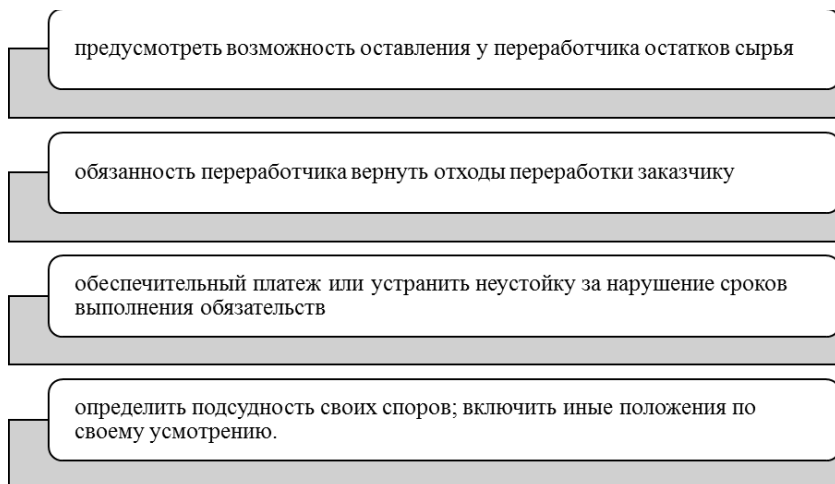 предусмотреть возможность оставления у переработчика остатков сырья
обязанность переработчика вернуть отходы переработки заказчику
обеспечительный платеж или устранить неустойку за нарушение сроков
выполнения обязательств
определить подсудность своих споров; включить иные положения по
своему усмотрению.